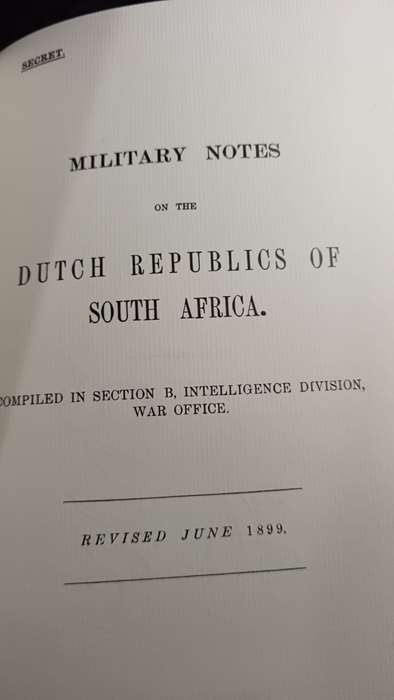 SECRET.
MILITARY NOTES
ON THE
DUTCH REPUBLICS OF
SOUTH AFRICA.
COMPILED IN SECTION B, INTELLIGENCE DIVISION,
WAR OFFICE.
REVISED JUNE 1899.